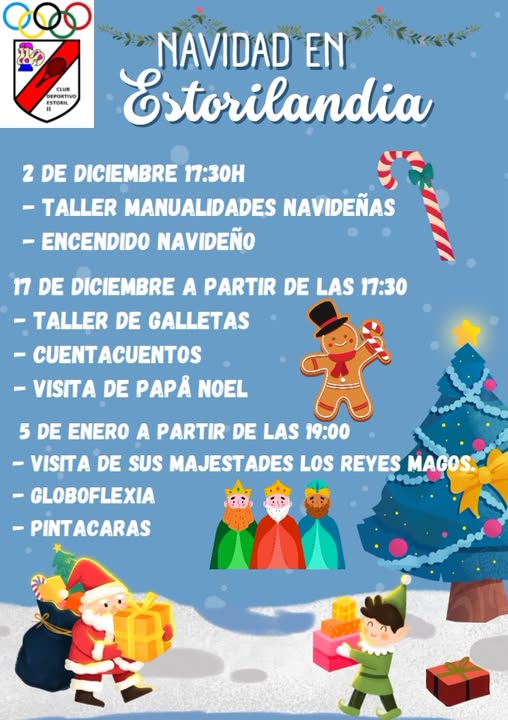 CLUB
DEPORTIVO
ESTORIL
II
NAVIDAD EN
Estorilandia
2 DE DICIEMBRE 17:30H
- TALLER MANUALIDADES NAVIDEÑAS
- ENCENDIDO NAVIDEÑO
17 DE DICIEMBRE A PARTIR DE LAS 17:30
- TALLER DE GALLETAS
- CUENTACUENTOS
- VISITA DE PAPÅ NOEL
5 DE ENERO A PARTIR DE LAS 19:00
- VISITA DE SUS MAJESTADES LOS REYES MAGOS.
- GLOBOFLEXIA
- PINTACARAS